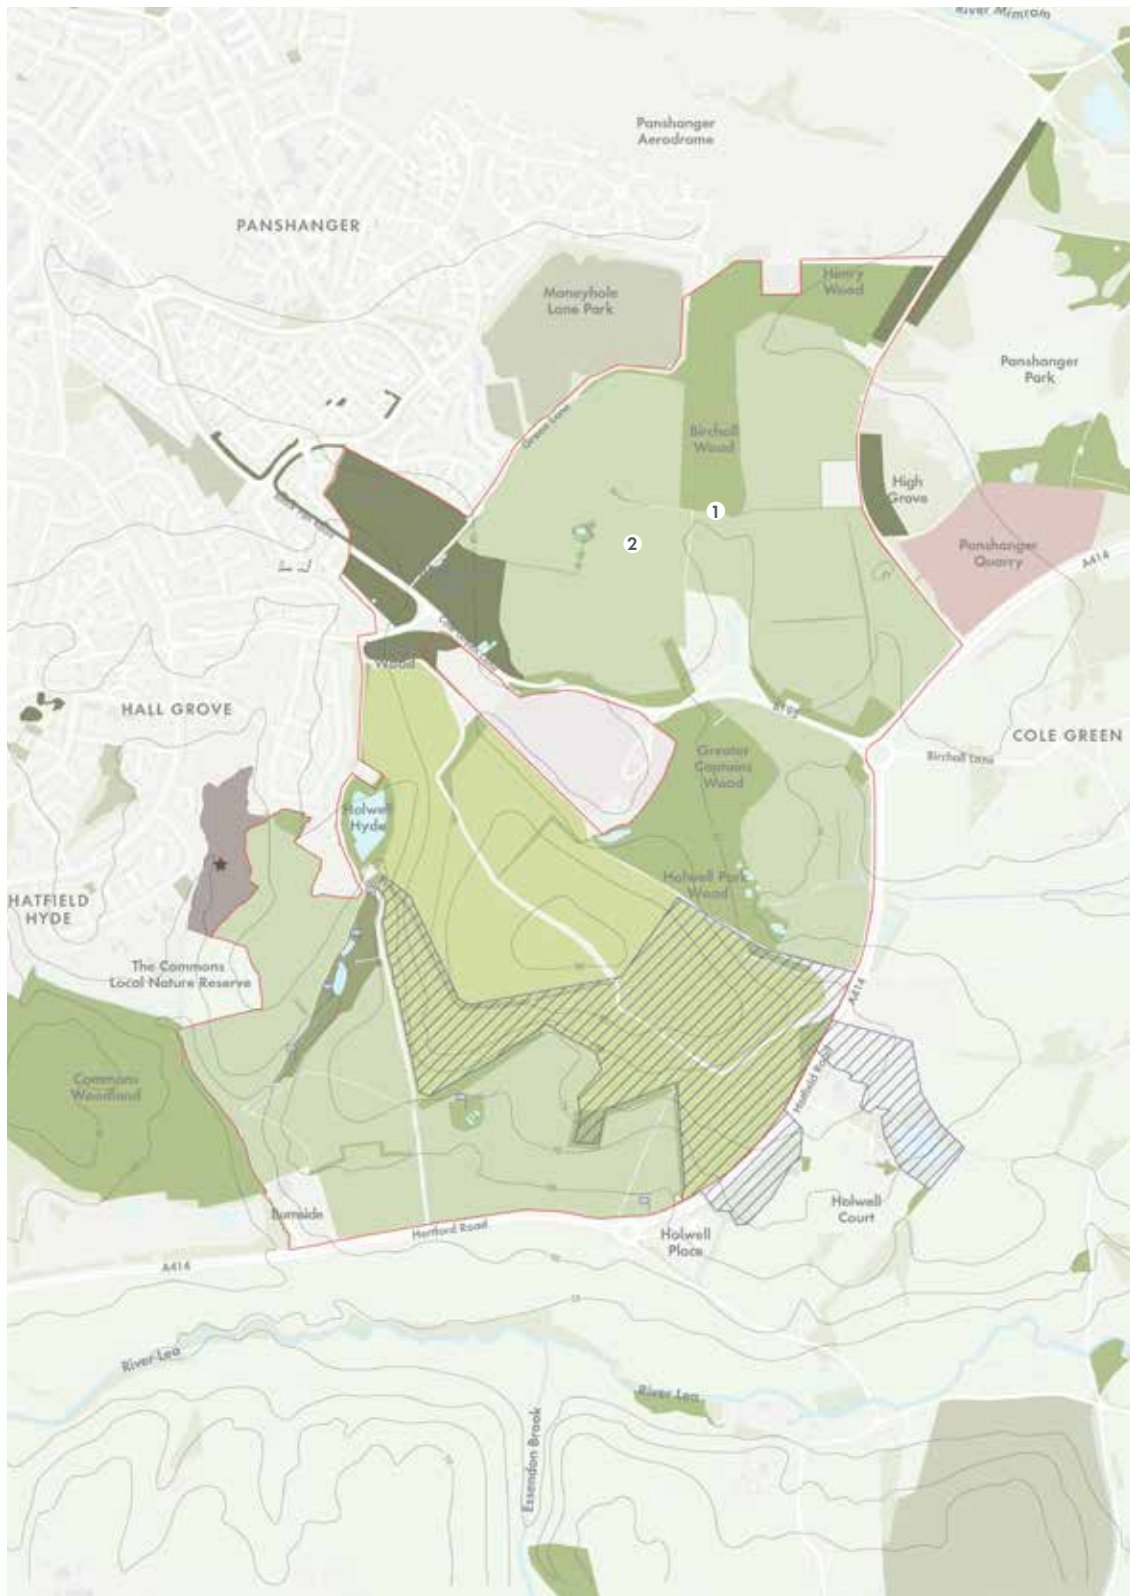 River Mimram
Panshanger
Aerodrome
PANSHANGER
Henry
Wood
Moneyhole
Lane Park
Panshanger
Park
Green Lane
Birchall
Wood
High
Grove
1
2
Panshanger
Quarry
A414
Wood
HALL GROVE
B195
COLE GREEN
Birchall Lane
Greater
Captains
Wood
Holwell
Hyde
Holwell Park
Wood
HATFIELD
HYDE
The Commons
Local Nature Reserve
A414
Commons
Woodland
Hatfield Road
Burnside
Holwell
Court
Hertford Road
Holwell
Place
A414
River Lea
River Lea
Essendon Brook